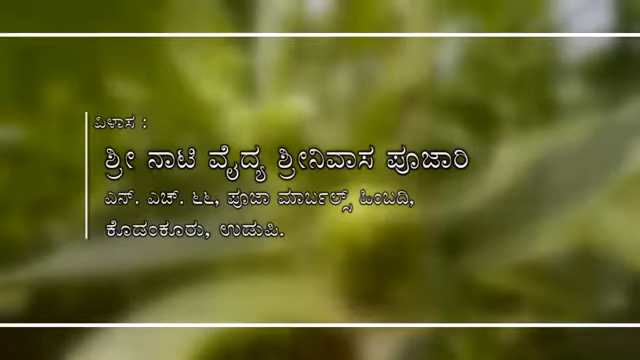 ವಿಳಾಸ :
ಶ್ರೀ ನಾಟಿ ವೈದ್ಯ ಶ್ರೀನಿವಾಸ ಪೂಜಾರಿ
ಎನ್. ಎಚ್. ೬೬, ಪೂಜಾ ಮಾರ್ಬಲ್ಸ್ ಹಿಂಬದಿ,
ಕೊಡಂಕೂರು, ಉಡುಪಿ.